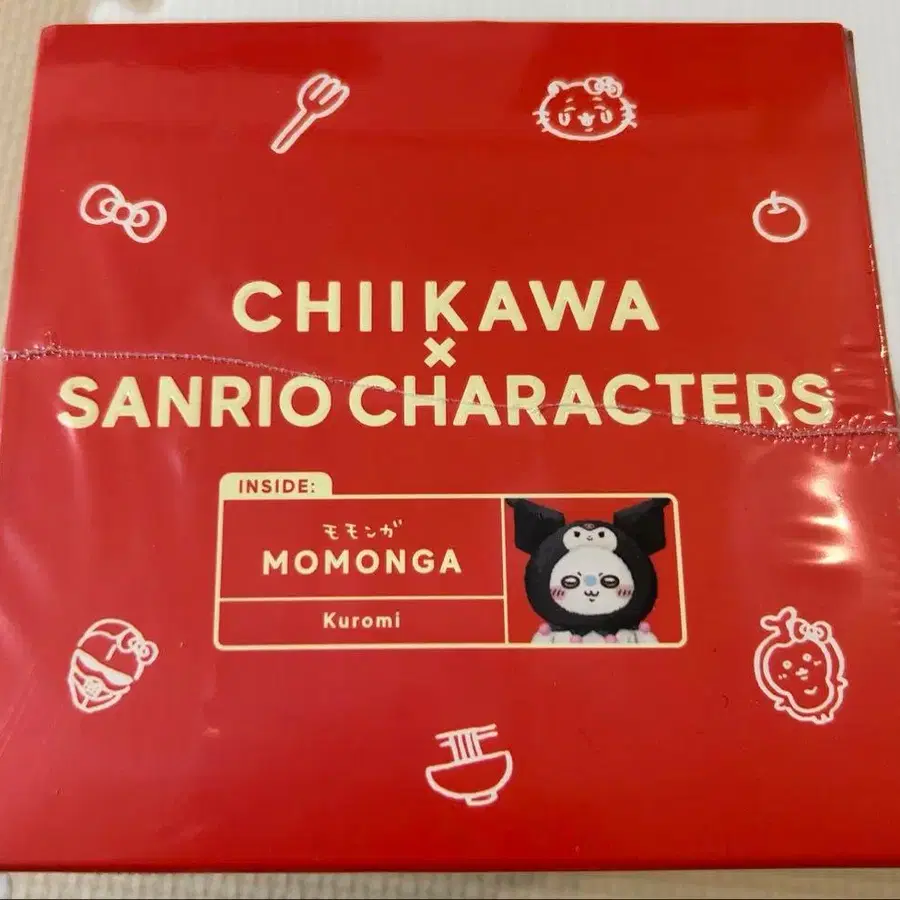 CHIIKAWA
×
SANRIO CHARACTERS
INSIDE:
モモンガ
MOMONGA
Kuromi